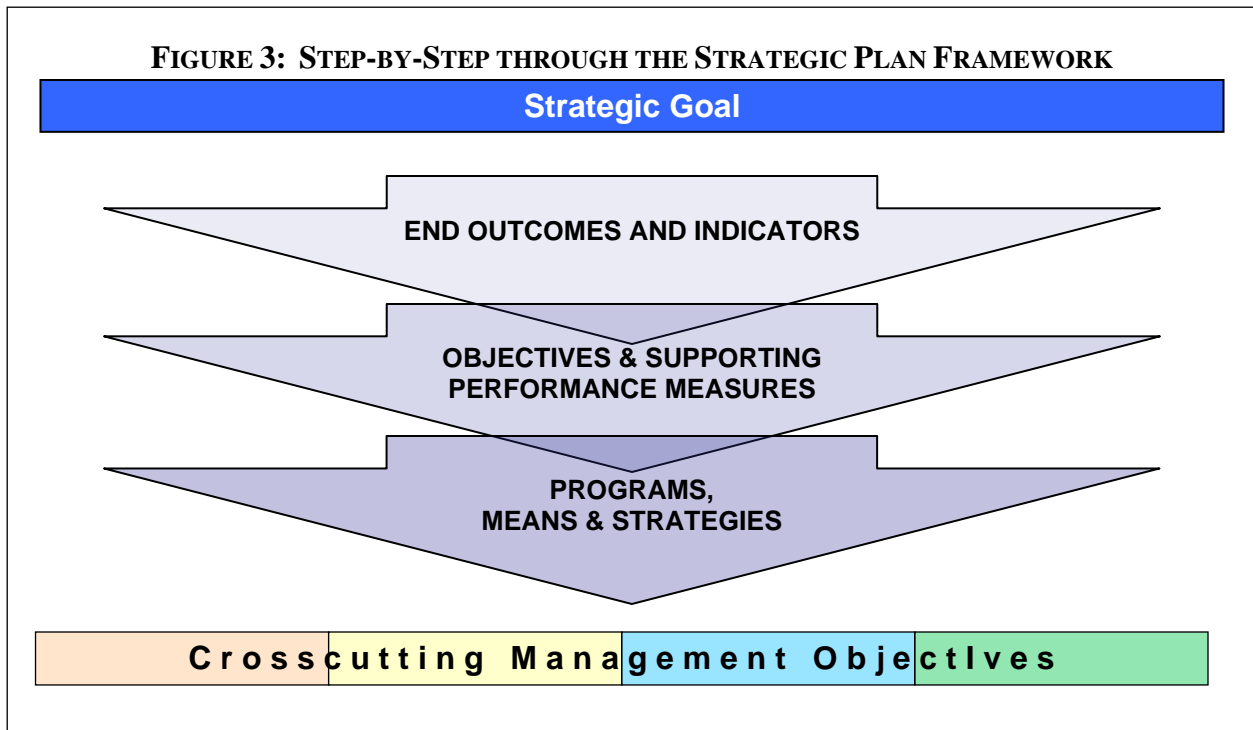 FIGURE 3: STEP-BY-STEP THROUGH THE STRATEGIC PLAN FRAMEWORK
Strategic Goal
END OUTCOMES AND INDICATORS
OBJECTIVES & SUPPORTING
PERFORMANCE MEASURES
PROGRAMS,
MEANS & STRATEGIES
Crosscutting Management ObjectIves